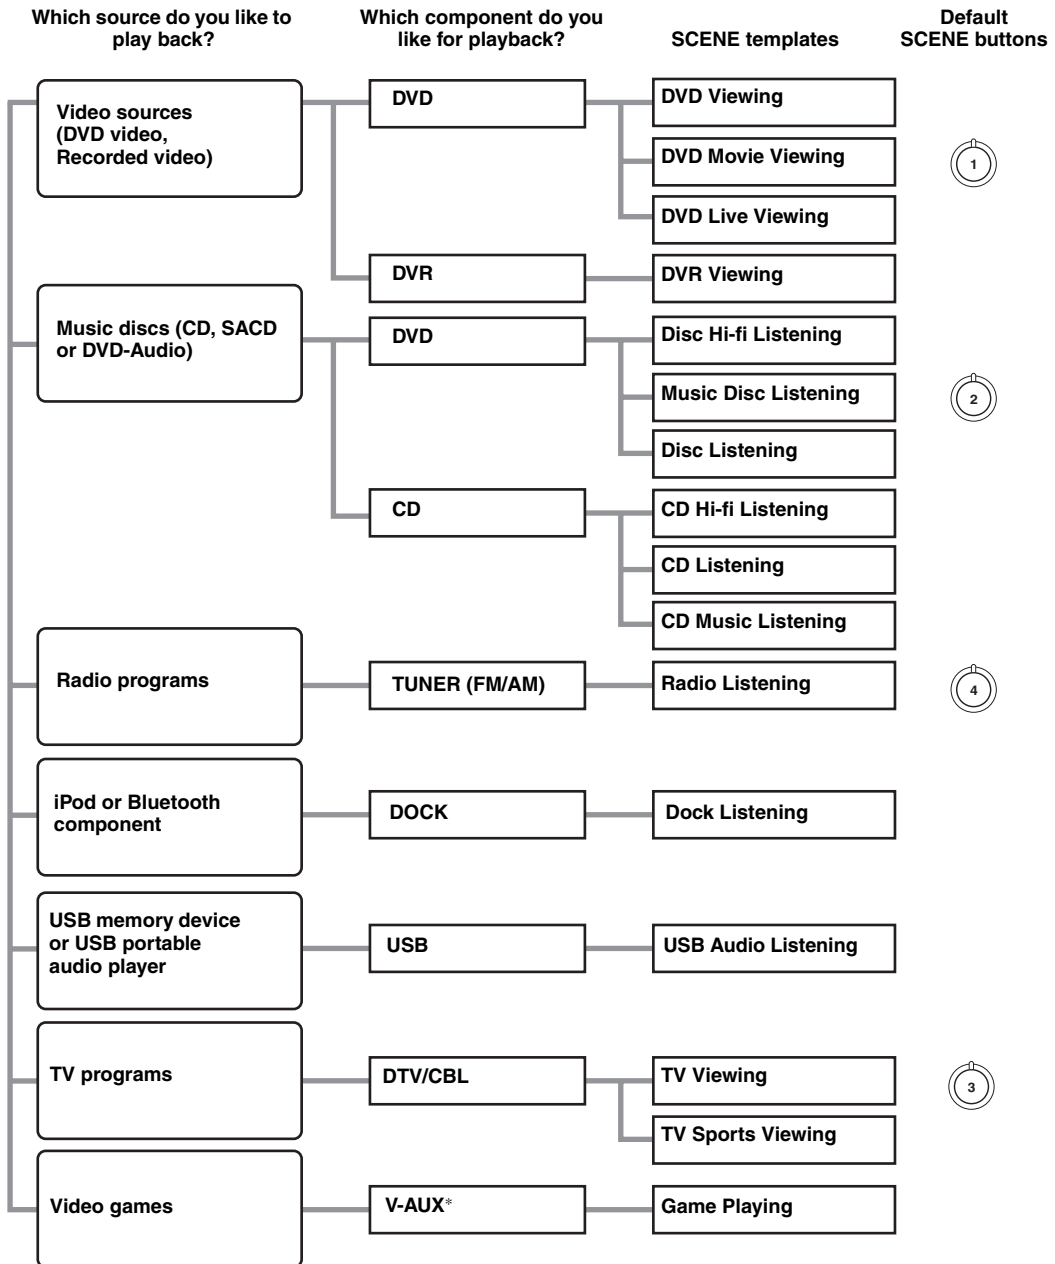 Which source do you like to
play back?
Which component do you
like for playback?
SCENE templates
Default
SCENE buttons
Video sources
(DVD video,
Recorded video)
DVD
DVD Viewing
DVD Movie Viewing
1
DVD Live Viewing
DVR
DVR Viewing
Music discs (CD, SACD
or DVD-Audio)
DVD
Disc Hi-fi Listening
Music Disc Listening
2
Disc Listening
CD
CD Hi-fi Listening
CD Listening
CD Music Listening
Radio programs
TUNER (FM/AM)
Radio Listening
4
iPod or Bluetooth
component
DOCK
Dock Listening
USB memory device
or USB portable
audio player
USB
USB Audio Listening
TV programs
DTV/CBL
TV Viewing
3
TV Sports Viewing
Video games
V-AUX*
Game Playing